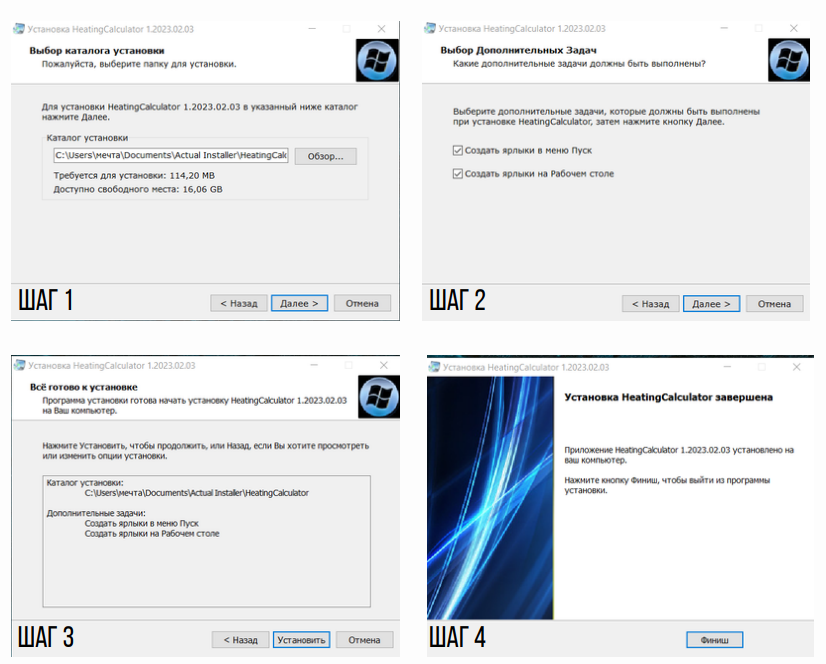 Установка HeatingCalculator 1.2023.02.03
Выбор каталога установки
Пожалуйста, выберите папку для установки.
Для установки HeatingCalculator 1.2023.02.03 в указанный ниже каталог
нажмите Далее.
Каталог установки
C:\Users\мечта\Documents\Actual Installer\HeatingCalc
Обзор...
Требуется для установки: 114,20 MB
Доступно свободного места: 16,06 GB
ШАГ 1
< Назад
Далее >
Отмена
Установка HeatingCalculator 1.2023.02.03
Выбор Дополнительных Задач
Какие дополнительные задачи должны быть выполнены?
Выберите дополнительные задачи, которые должны быть выполнены
при установке HeatingCalculator, затем нажмите кнопку Далее.
Создать ярлыки в меню Пуск
Создать ярлыки на Рабочем столе
ШАГ 2
< Назад
Далее >
Отмена
Установка HeatingCalculator 1.2023.02.03
Всё готово к установке
Программа установки готова начать установку HeatingCalculator 1.2023.02.03
на Ваш компьютер.
Нажмите Установить, чтобы продолжить, или Назад, если Вы хотите просмотреть
или изменить опции установки.
Каталог установки:
C:\Users\мечта\Documents\Actual Installer\HeatingCalculator
Дополнительные задачи:
Создать ярлыки в меню Пуск
Создать ярлыки на Рабочем столе
ШАГ 3
< Назад
Установить
Отмена
Установка HeatingCalculator 1.2023.02.03
Установка HeatingCalculator завершена
Приложение HeatingCalculator 1.2023.02.03 установлено на
ваш компьютер.
Нажмите кнопку Финиш, чтобы выйти из программы
установки.
ШАГ 4
Финиш